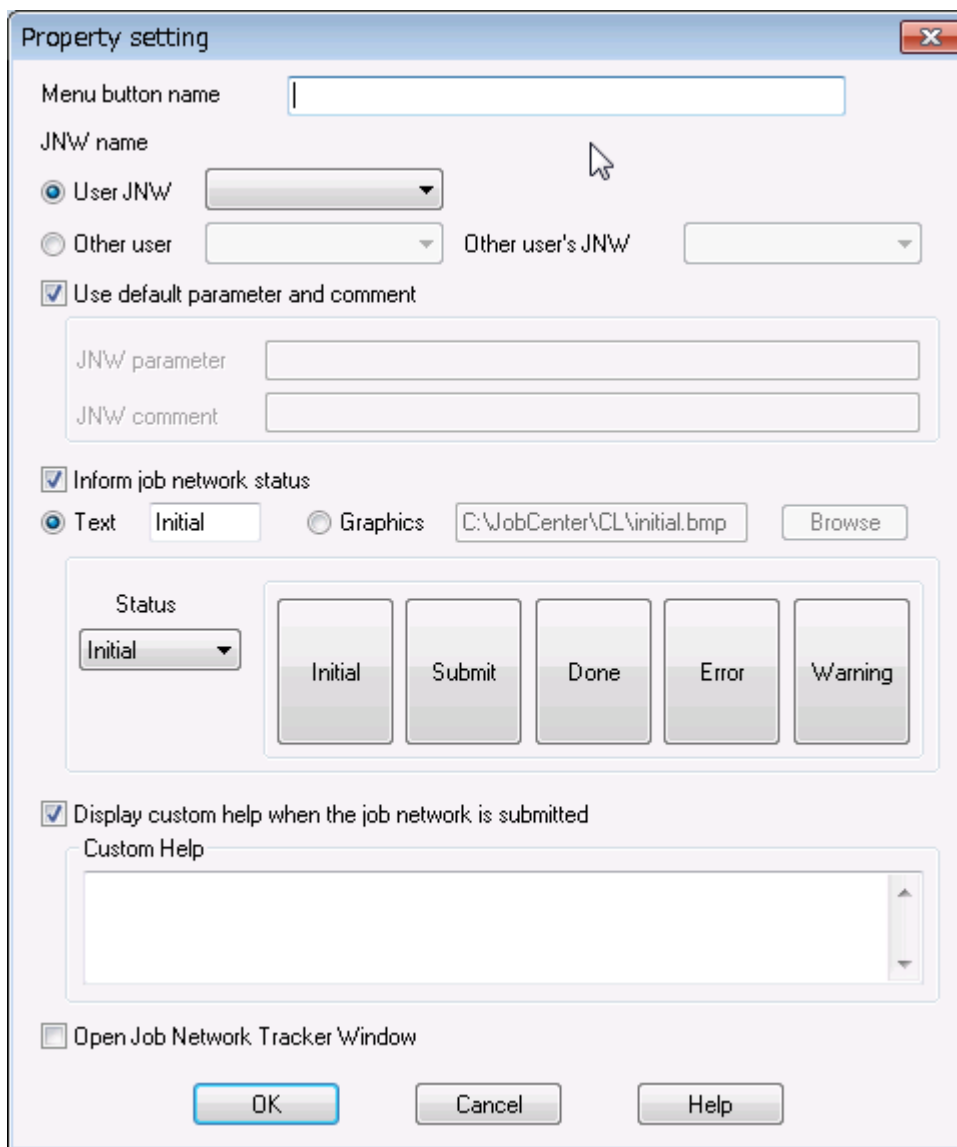 Property setting
Menu button name
JNW name
User JNW
Other user Other user's JNW
Use default parameter and comment
JNW parameter
JNW comment
Inform job network status
Text Initial Graphics C:\JobCenter\CL\initial.bmp Browse
Status
Initial
Initial Submit Done Error Warning
Display custom help when the job network is submitted
Custom Help
Open Job Network Tracker Window
OK Cancel Help